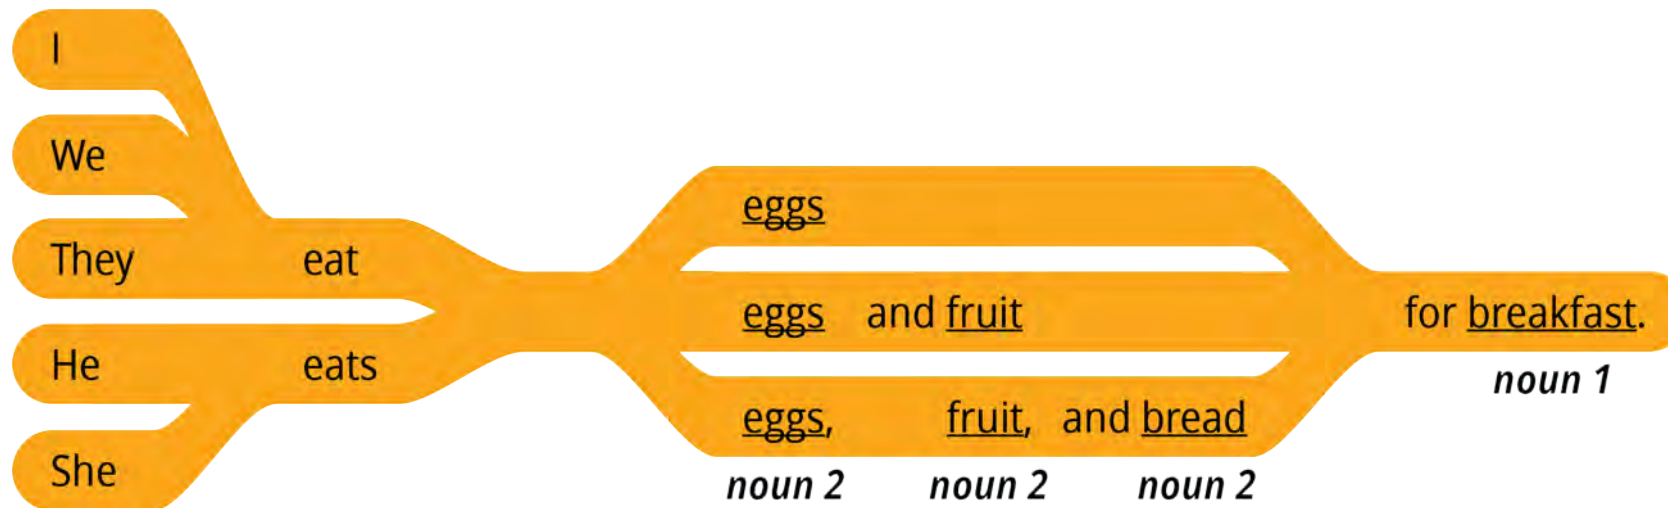 I
We
eggs
They eat
eggs and fruit for breakfast.
He eats
noun 1
eggs, fruit, and bread
She
noun 2 noun 2 noun 2